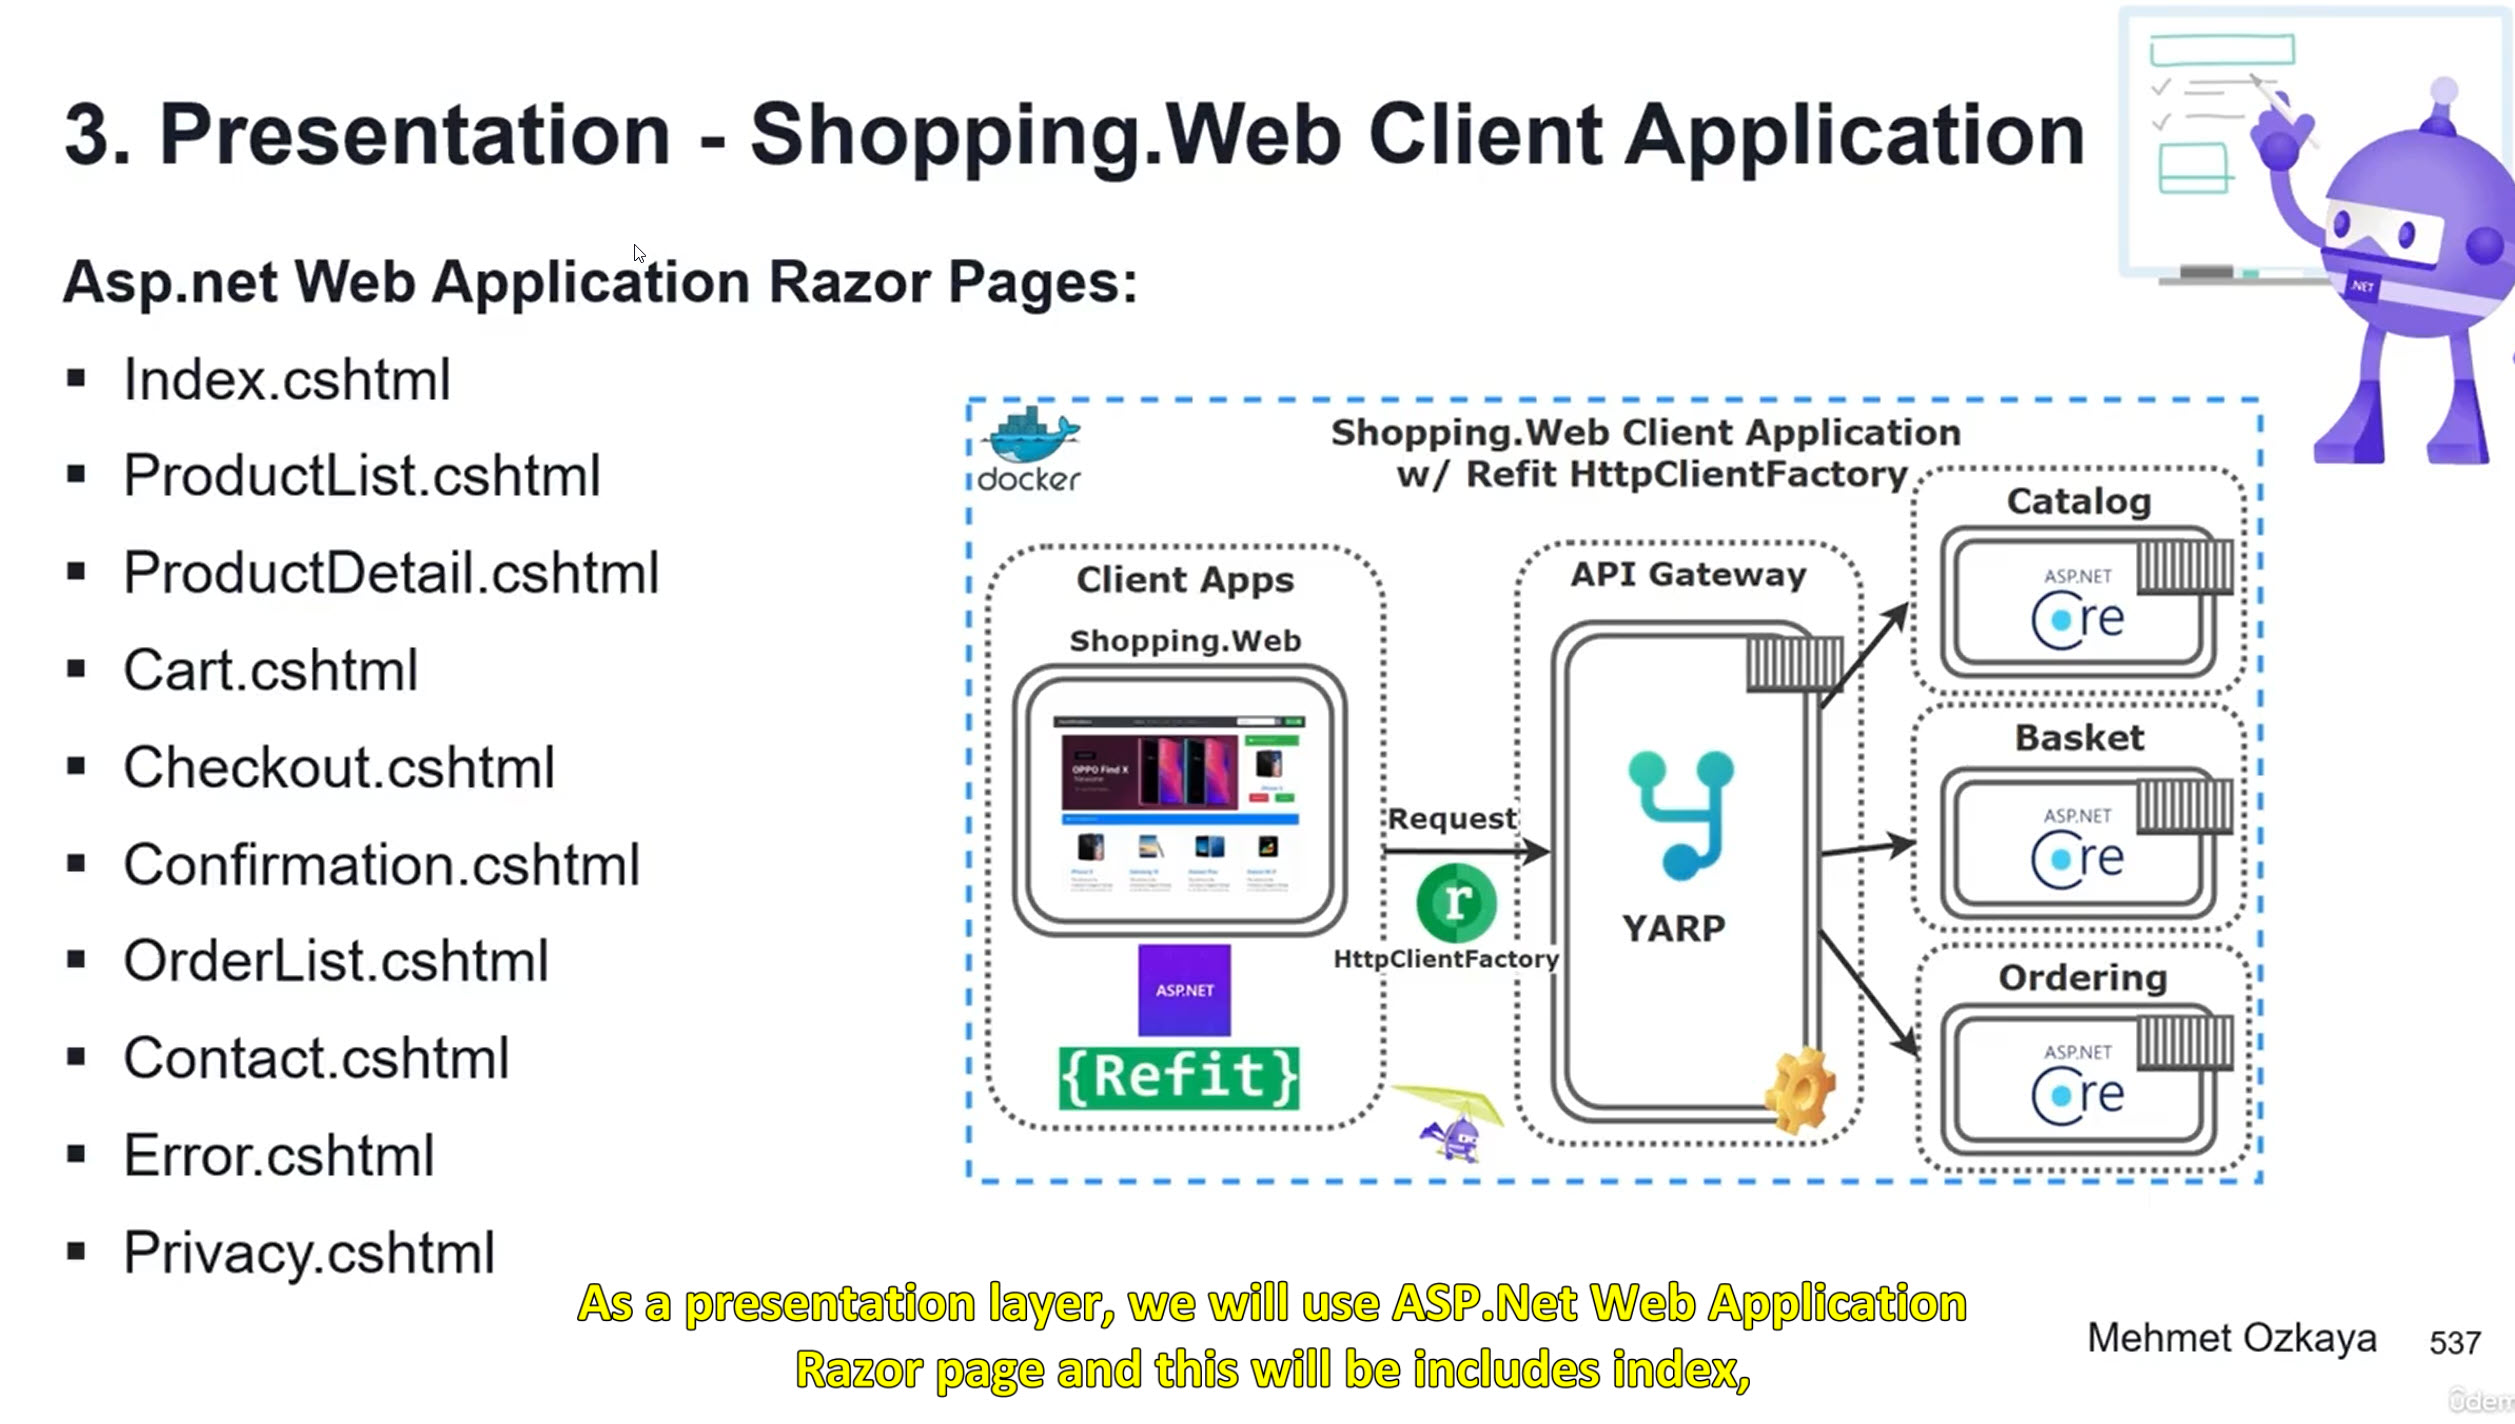 3. Presentation - Shopping.Web Client Application
Asp.net Web Application Razor Pages:
▪ Index.cshtml
▪ ProductList.cshtml
▪ ProductDetail.cshtml
▪ Cart.cshtml
▪ Checkout.cshtml
▪ Confirmation.cshtml
▪ OrderList.cshtml
▪ Contact.cshtml
▪ Error.cshtml
▪ Privacy.cshtml
.NET
docker
Shopping.Web Client Application
w/ Refit HttpClientFactory
Client Apps
Shopping.Web
OPPO Find X
ASP.NET
{Refit}
Request
r
HttpClientFactory
API Gateway
YARP
Catalog
ASP.NET
Core
Basket
ASP.NET
Core
Ordering
ASP.NET
Core
As a presentation layer, we will use ASP.Net Web Application
Razor page and this will be includes index,
Mehmet Ozkaya 537